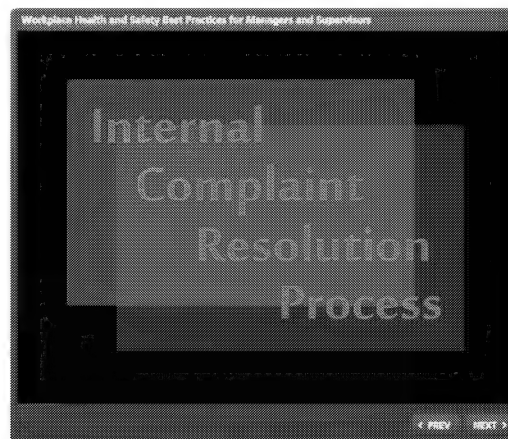 Workplace Health and Safety Best Practices for Managers and Supervisors
Internal
Complaint
Resolution
Process
< PREV NEXT >